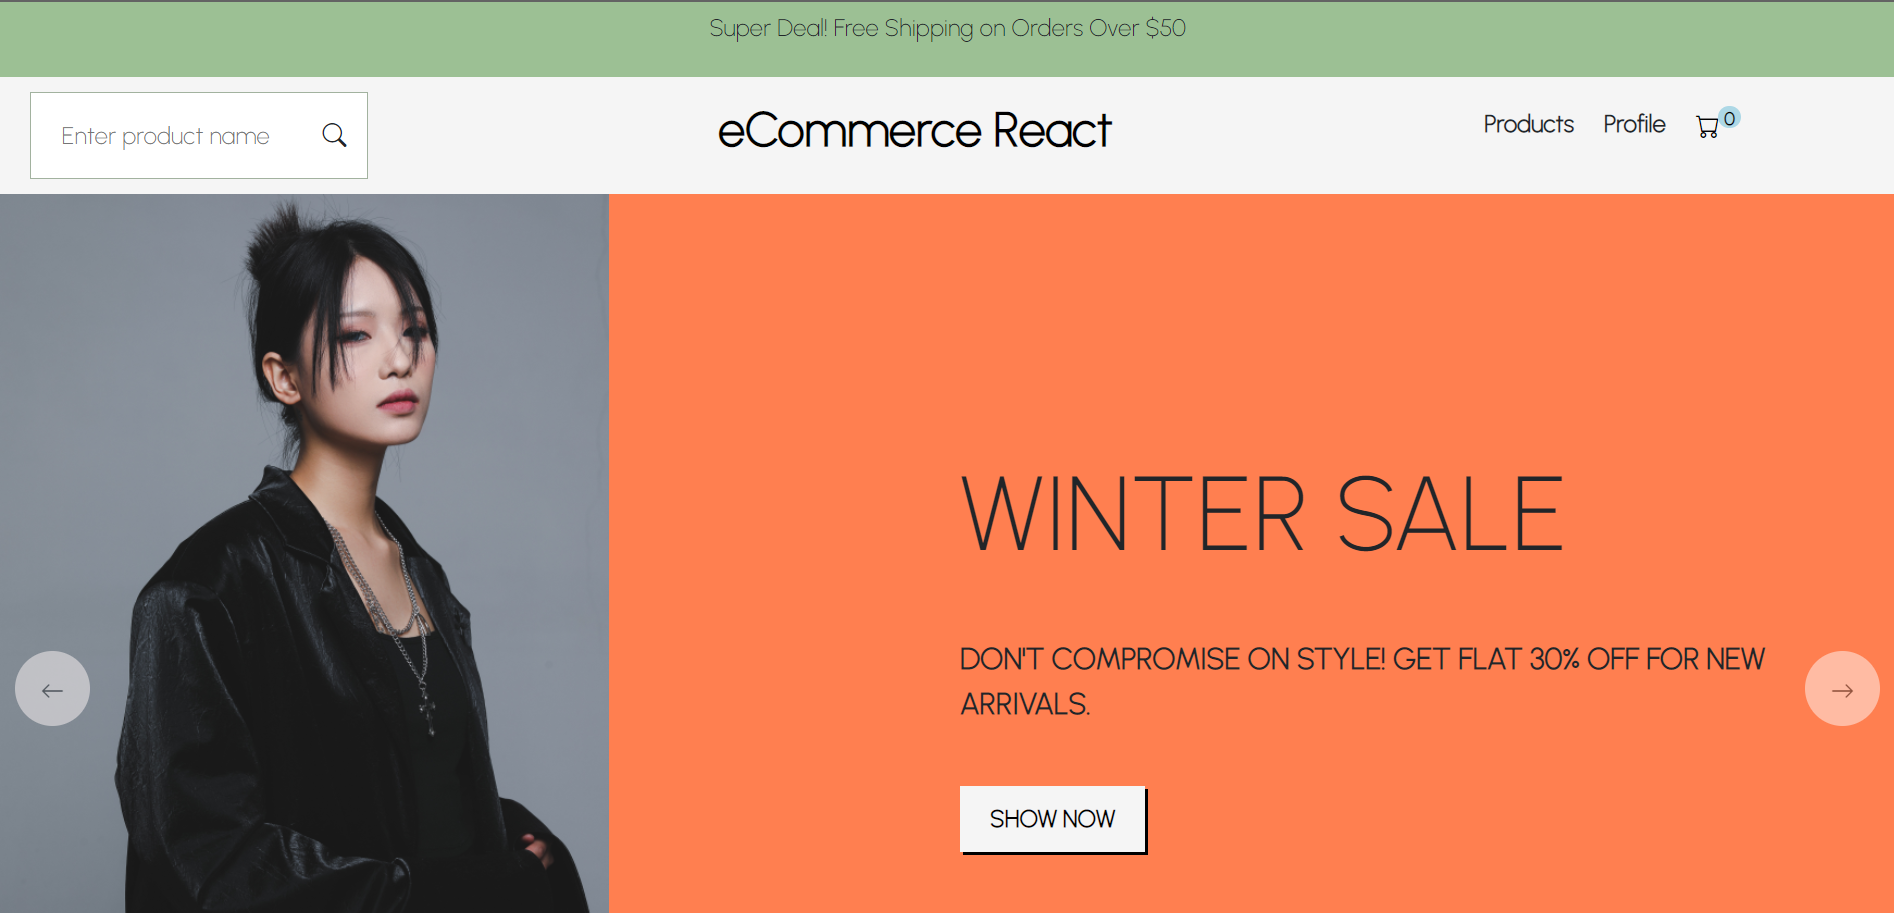 Super Deal! Free Shipping on Orders Over $50
Enter product name
eCommerce React
Products
Profile
0
WINTER SALE
DON'T COMPROMISE ON STYLE! GET FLAT 30% OFF FOR NEW
ARRIVALS.
SHOW NOW